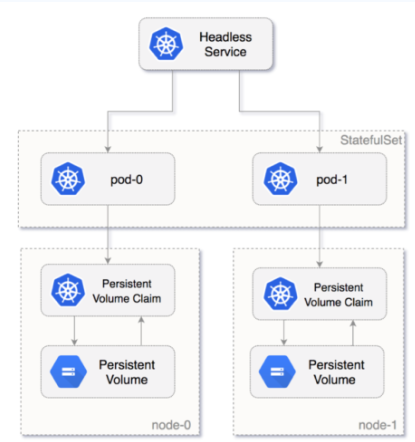 Headless
Service
StatefulSet
pod-0
pod-1
Persistent
Volume Claim
Persistent
Volume Claim
Persistent
Volume
Persistent
Volume
node-0
node-1